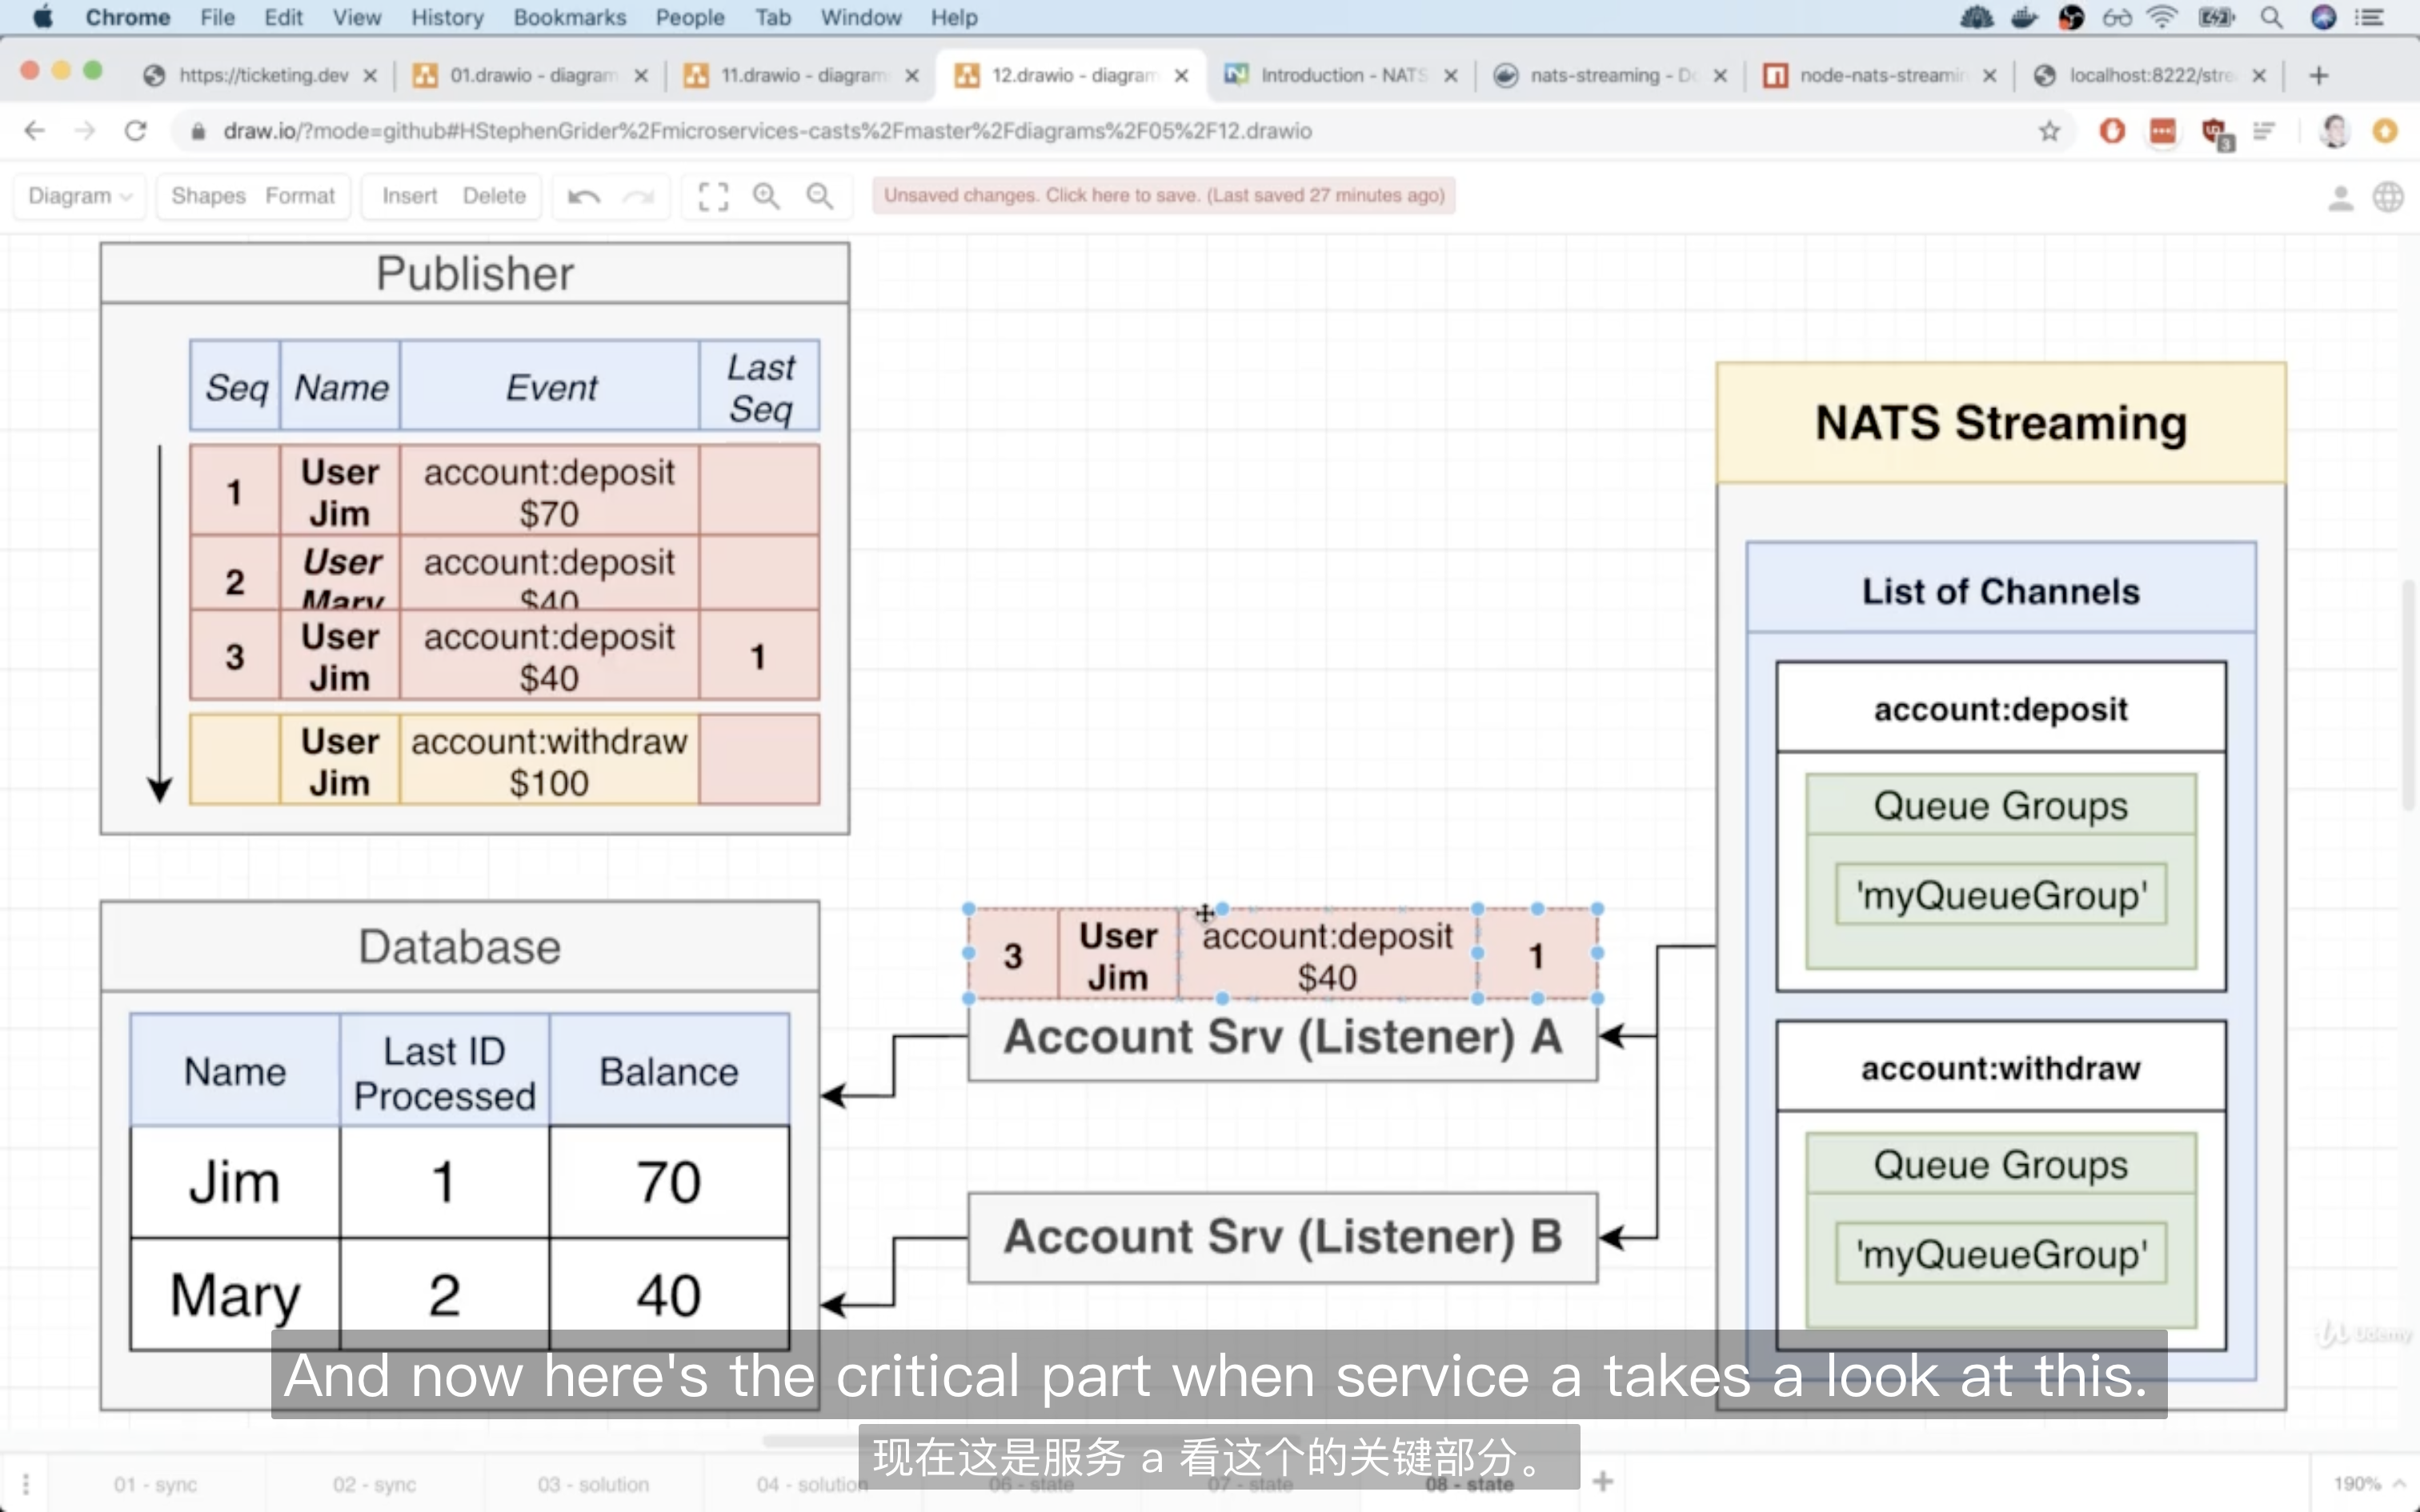 Chrome File Edit View History Bookmarks People Tab Window Help
https://ticketing.dev
01.drawio - diagram
11.drawio - diagram
12.drawio - diagram
Introduction - NATS
nats-streaming - Do
node-nats-streamin
localhost:8222/stre
draw.io/?mode=github#HStephenGrider%2Fmicroservices-casts%2Fmaster%2Fdiagrams%2F05%2F12.drawio
3
Diagram Shapes Format Insert Delete
Unsaved changes. Click here to save. (Last saved 27 minutes ago)
Publisher
Seq Name Event Last
Seq
1 User account:deposit
Jim $70
2 User account:deposit
Mary $40
3 User account:deposit 1
Jim $40
User account:withdraw
Jim $100
Database
Name Last ID Balance
Processed
Jim 1 70
Mary 2 40
3 User account:deposit 1
Jim $40
Account Srv (Listener) A
Account Srv (Listener) B
NATS Streaming
List of Channels
account:deposit
Queue Groups
'myQueueGroup'
account:withdraw
Queue Groups
'myQueueGroup'
Udemy
And now here's the critical part when service a takes a look at this.
现在这是服务 a 看这个的关键部分。
01 - sync 02 - sync 03 - solution 04 - solution 06 - state 07 - state 08 - state
190%